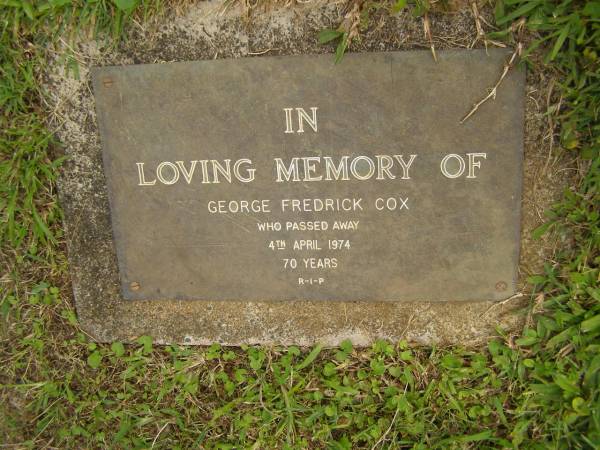 IN
LOVING MEMORY OF
GEORGE FREDRICK COX
WHO PASSED AWAY
4TH APRIL 1974
70 YEARS
R-I-P